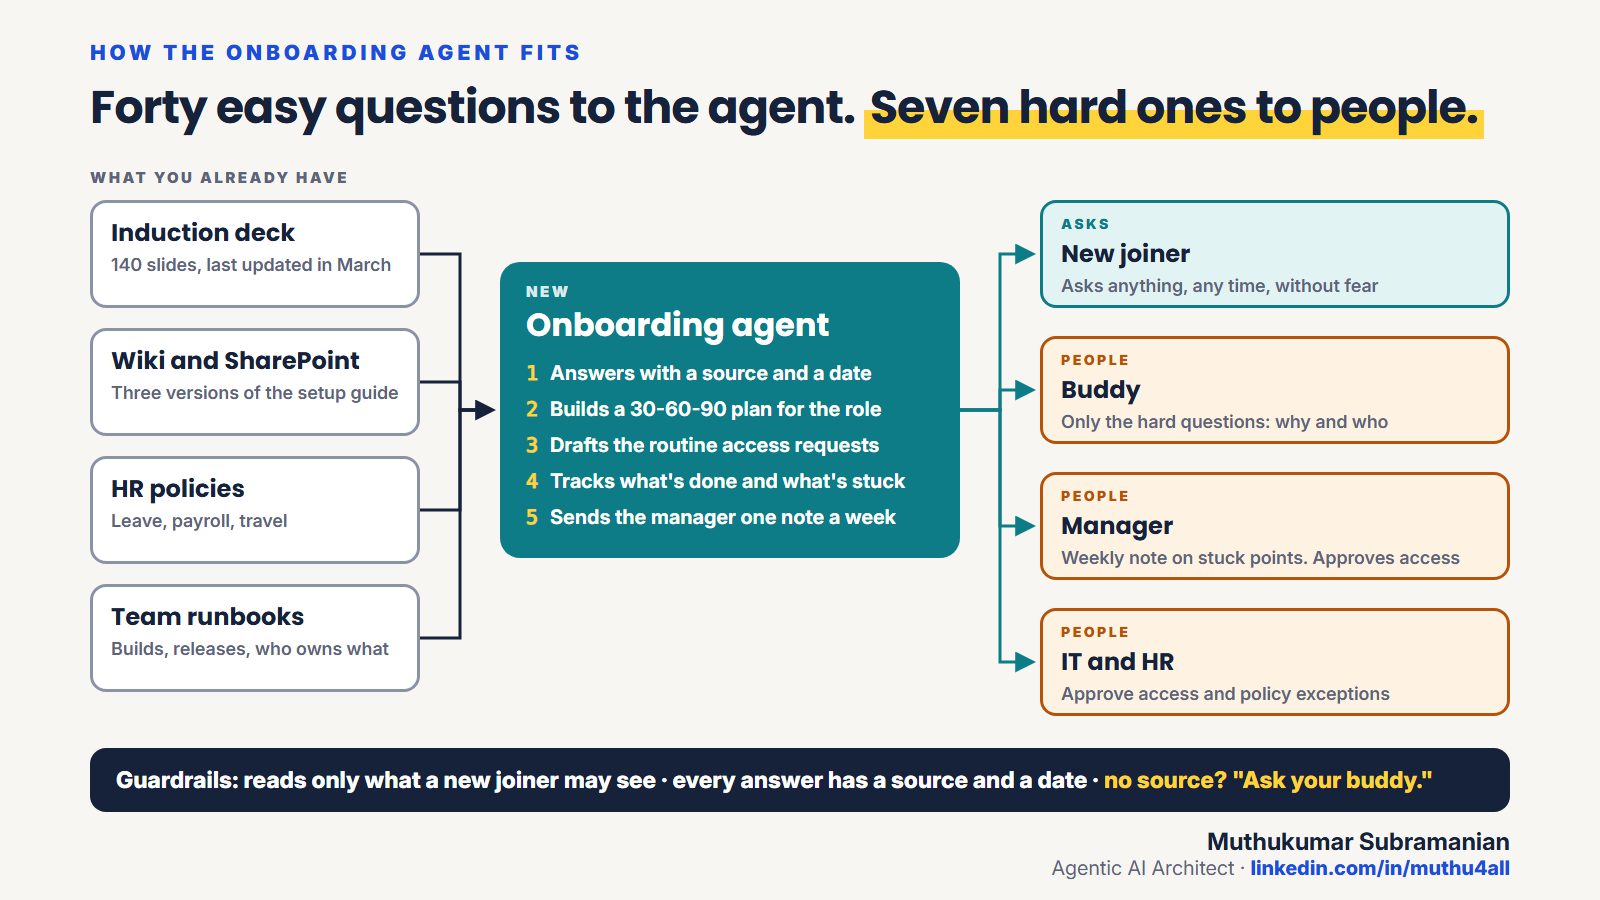 HOW THE ONBOARDING AGENT FITS
Forty easy questions to the agent. Seven hard ones to people.
WHAT YOU ALREADY HAVE
Induction deck
140 slides, last updated in March
Wiki and SharePoint
Three versions of the setup guide
HR policies
Leave, payroll, travel
Team runbooks
Builds, releases, who owns what
NEW
Onboarding agent
1 Answers with a source and a date
2 Builds a 30-60-90 plan for the role
3 Drafts the routine access requests
4 Tracks what's done and what's stuck
5 Sends the manager one note a week
ASKS
New joiner
Asks anything, any time, without fear
PEOPLE
Buddy
Only the hard questions: why and who
PEOPLE
Manager
Weekly note on stuck points. Approves access
PEOPLE
IT and HR
Approve access and policy exceptions
Guardrails: reads only what a new joiner may see · every answer has a source and a date · no source? "Ask your buddy."
Muthukumar Subramanian
Agentic AI Architect · linkedin.com/in/muthu4all